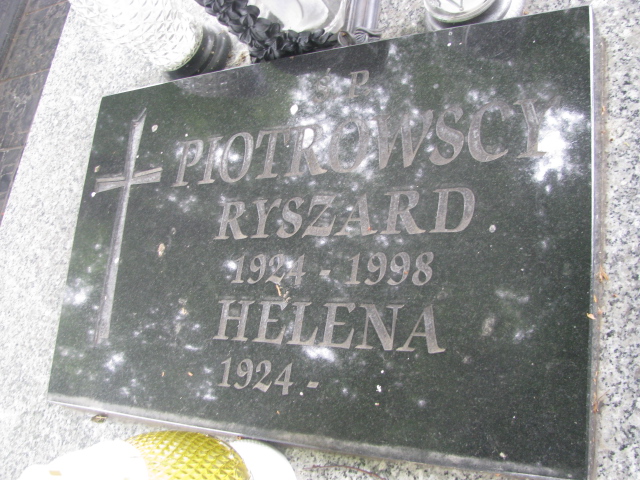 P
PIOTROWSCY
RYSZARD
1924 - 1998
HELENA
1924 -